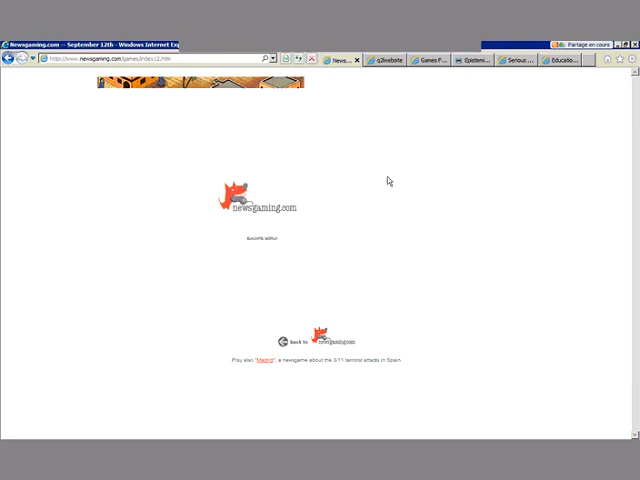 Newsgaming.com -- September 12th - Windows Internet Exp
Partage en cours
http://www.newsgaming.com/games/index12.htm
News... q2lwebsite Games F... Epistemi... Serious ... Educatio...
newsgaming.com
back to newsgaming.com
Play also "Madrid", a newsgame about the 3/11 terrorist attacks in Spain